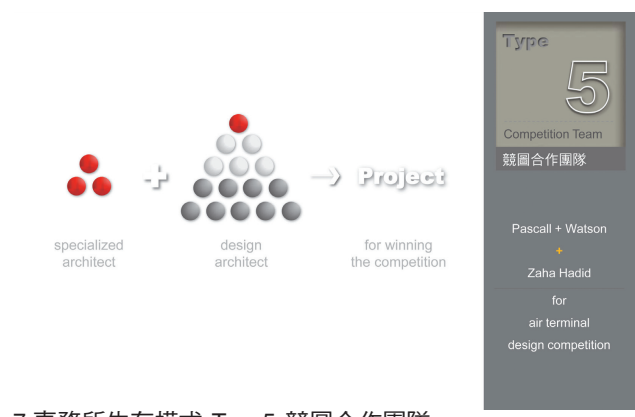 Type
5
Competition Team
競圖合作團隊
+
→ Project
specialized
architect
design
architect
for winning
the competition
Pascall + Watson
+
Zaha Hadid
for
air terminal
design competition